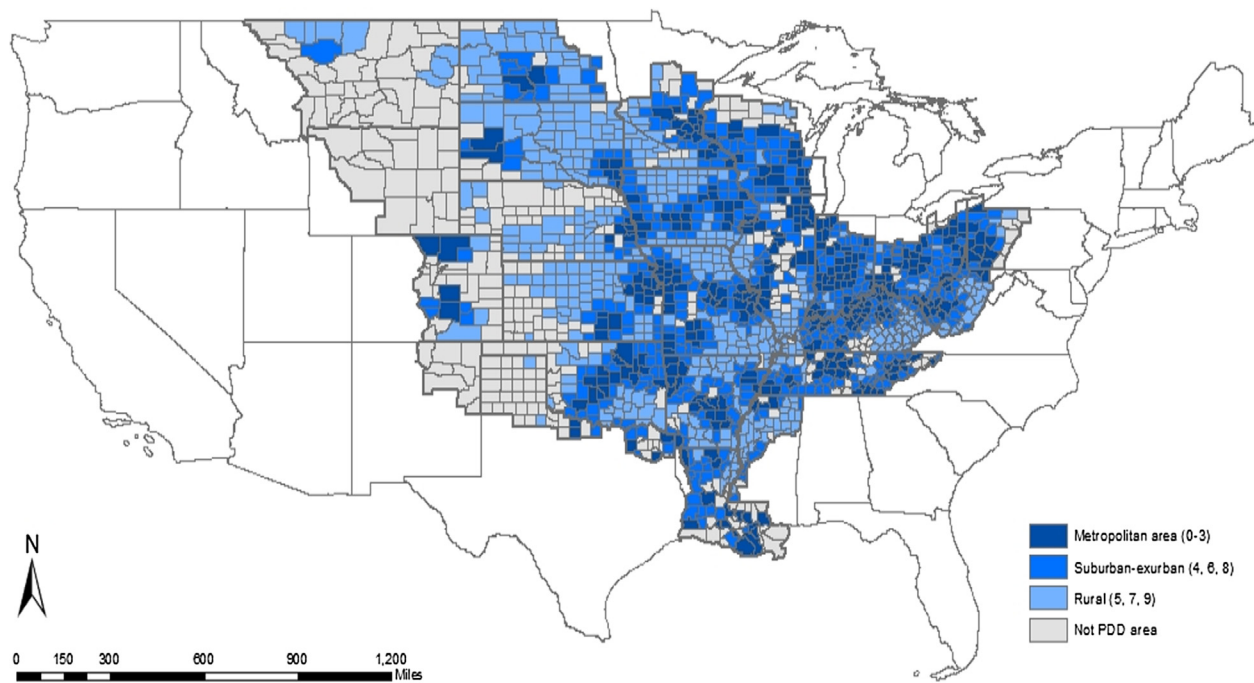 Metropolitan area (0-3)
Suburban-exurban (4, 6, 8)
Rural (5, 7, 9)
Not PDD area
N
0 150 300 600 900 1,200
Miles